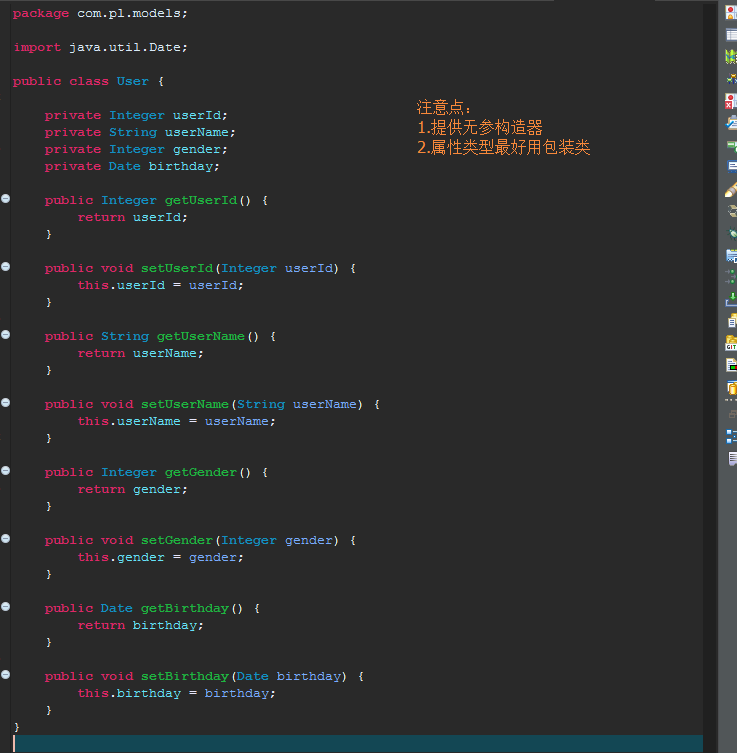 package com.pl.models;
import java.util.Date;
public class User {
private Integer userId;
private String userName;
private Integer gender;
private Date birthday;
注意点：
1.提供无参构造器
2.属性类型最好用包装类
public Integer getUserId() {
return userId;
}
public void setUserId(Integer userId) {
this.userId = userId;
}
public String getUserName() {
return userName;
}
public void setUserName(String userName) {
this.userName = userName;
}
public Integer getGender() {
return gender;
}
public void setGender(Integer gender) {
this.gender = gender;
}
public Date getBirthday() {
return birthday;
}
public void setBirthday(Date birthday) {
this.birthday = birthday;
}
}
GIT